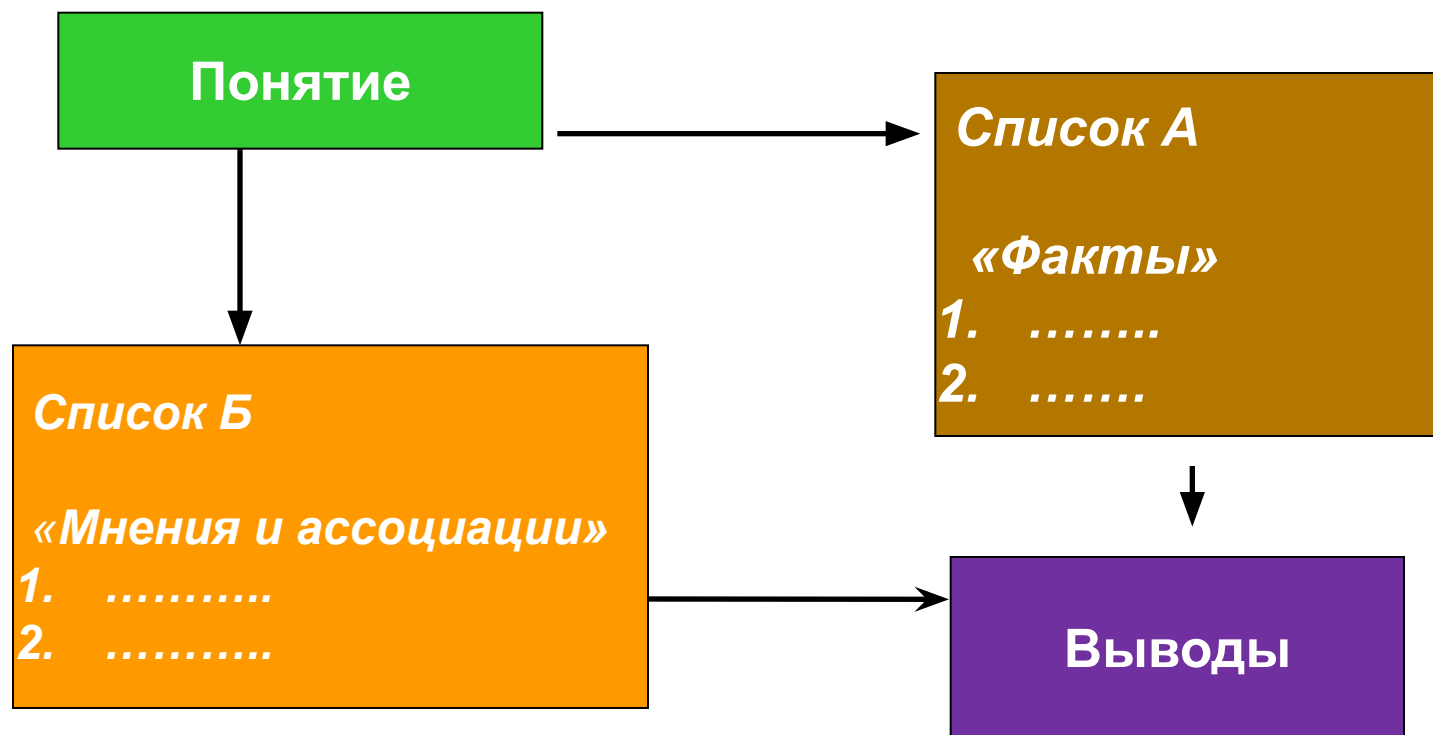 Понятие
Список А
«Факты»
1. ……..
2. …….
Список Б
«Мнения и ассоциации»
1. ………..
2. ………..
Выводы